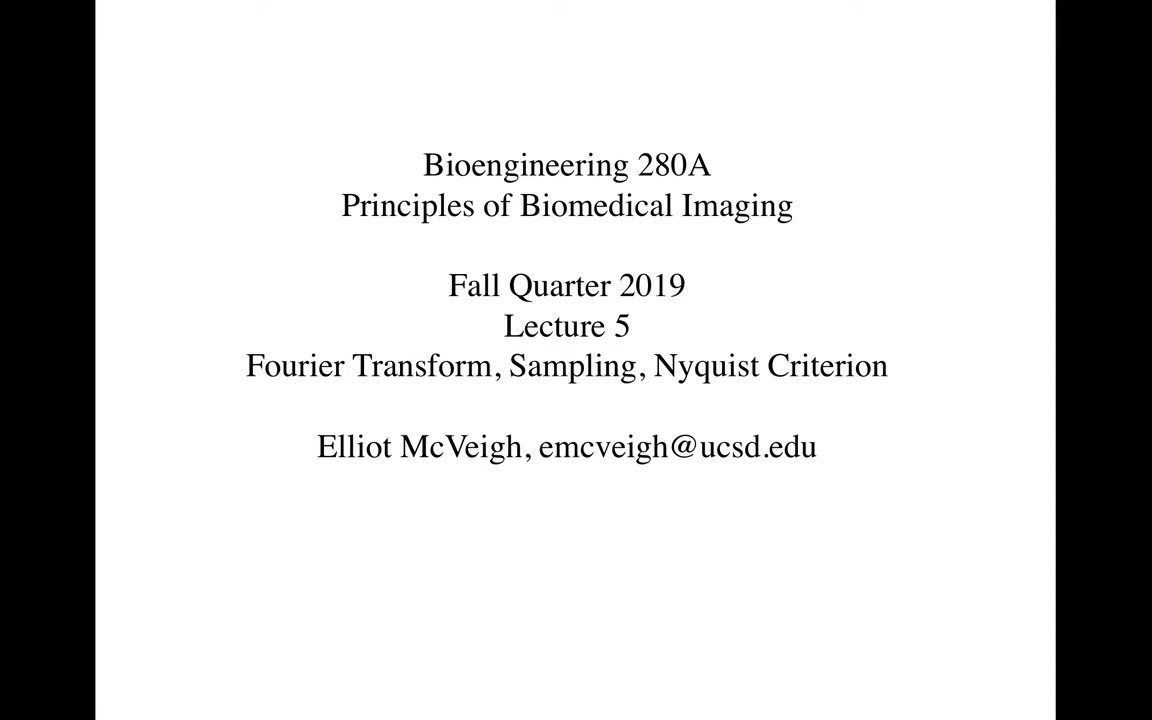 Bioengineering 280A
Principles of Biomedical Imaging
Fall Quarter 2019
Lecture 5
Fourier Transform, Sampling, Nyquist Criterion
Elliot McVeigh, emcveigh@ucsd.edu